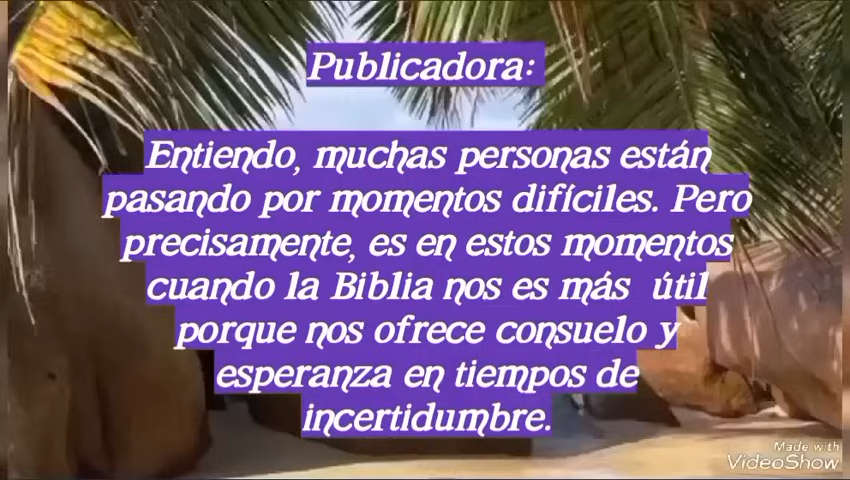 Publicadora:
Entiendo, muchas personas están
pasando por momentos difíciles. Pero
precisamente, es en estos momentos
cuando la Biblia nos es más  útil
porque nos ofrece consuelo y
esperanza en tiempos de
incertidumbre.
Made with
VideoShow